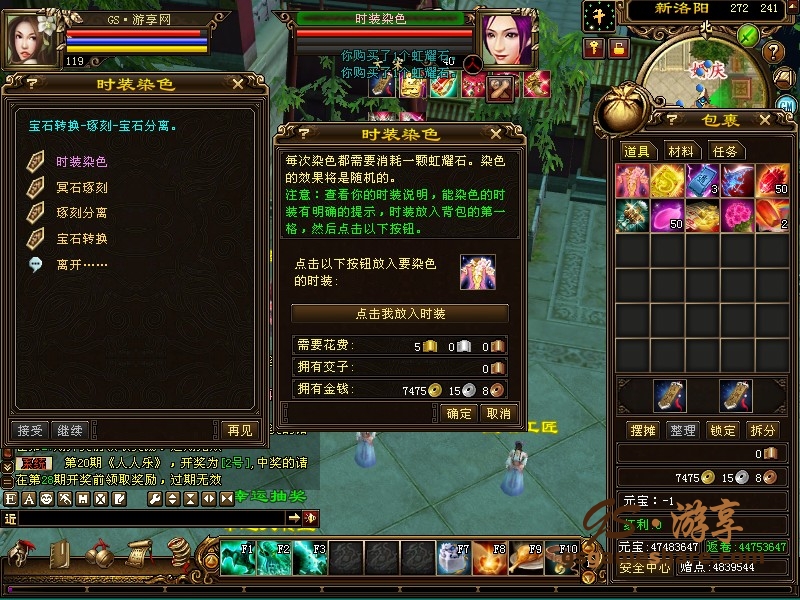 GS·游享网
119
时装染色
你购买了1个虹耀石
你购买了1个虹耀石。
40
新洛阳 272 241
北
GM
时装染色
宝石转换-琢刻-宝石分离。
时装染色
冥石琢刻
琢刻分离
宝石转换
离开……
接受 继续 再见
时装染色
每次染色都需要消耗一颗虹耀石。染色
的效果将是随机的。
注意：查看你的时装说明，能染色的时
装有明确的提示，时装放入背包的第一
格，然后点击以下按钮。
点击以下按钮放入要染色
的时装：
点击我放入时装
需要花费： 5 0 0
拥有交子： 0
拥有金钱： 7475 15 8
确定 取消
包裹
道具 材料 任务
3 50
50 2
摆摊 整理 锁定 拆分
0
7475 15 8
元宝：-1
红利 0
元宝：47483647 返卷：44753647
安全中心 赠点：4839544
游享
工匠
幸运抽奖
系统 第20期《人人乐》，开奖为[2号],中奖的请
在第26期开奖前领取奖励，过期无效
近
F1 F2 F3 F7 F8 F9 F10